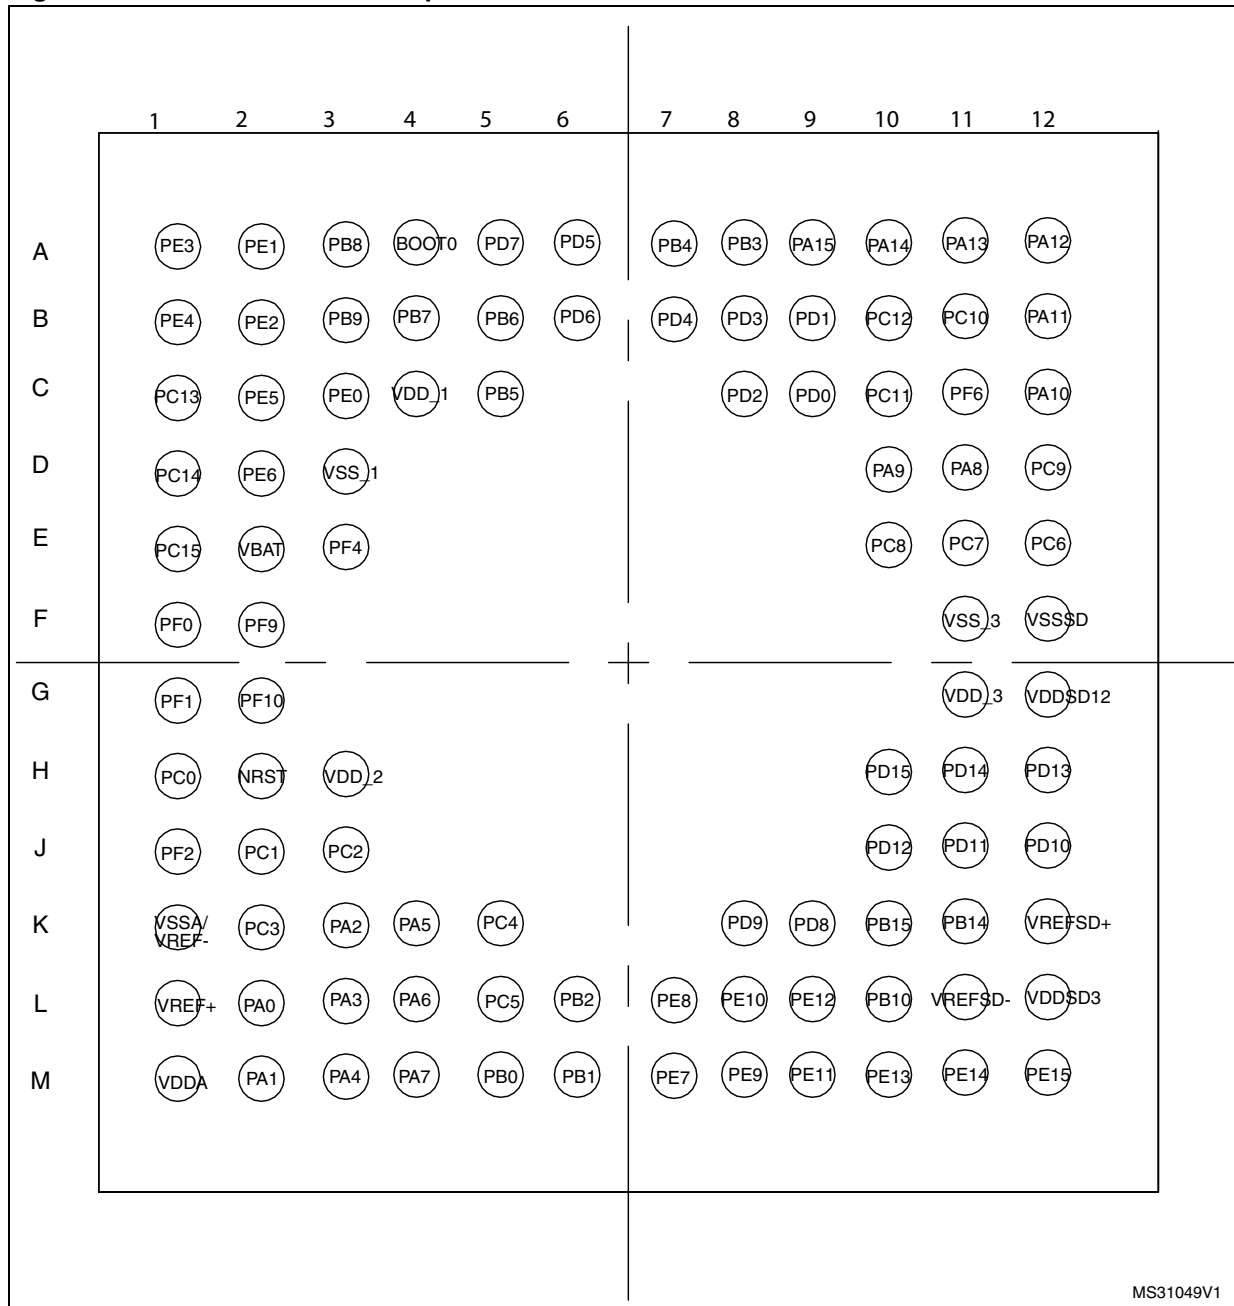 1 2 3 4 5 6 7 8 9 10 11 12
A PE3 PE1 PB8 BOOT0 PD7 PD5 PB4 PB3 PA15 PA14 PA13 PA12
B PE4 PE2 PB9 PB7 PB6 PD6 PD4 PD3 PD1 PC12 PC10 PA11
C PC13 PE5 PE0 VDD_1 PB5 PD2 PD0 PC11 PF6 PA10
D PC14 PE6 VSS_1 PA9 PA8 PC9
E PC15 VBAT PF4 PC8 PC7 PC6
F PF0 PF9 VSS_3 VSSSD
G PF1 PF10 VDD_3 VDDSD12
H PC0 NRST VDD_2 PD15 PD14 PD13
J PF2 PC1 PC2 PD12 PD11 PD10
K VSSA/ VREF- PC3 PA2 PA5 PC4 PD9 PD8 PB15 PB14 VREFSD+
L VREF+ PA0 PA3 PA6 PC5 PB2 PE8 PE10 PE12 PB10 VREFSD- VDDSD3
M VDDA PA1 PA4 PA7 PB0 PB1 PE7 PE9 PE11 PE13 PE14 PE15
MS31049V1